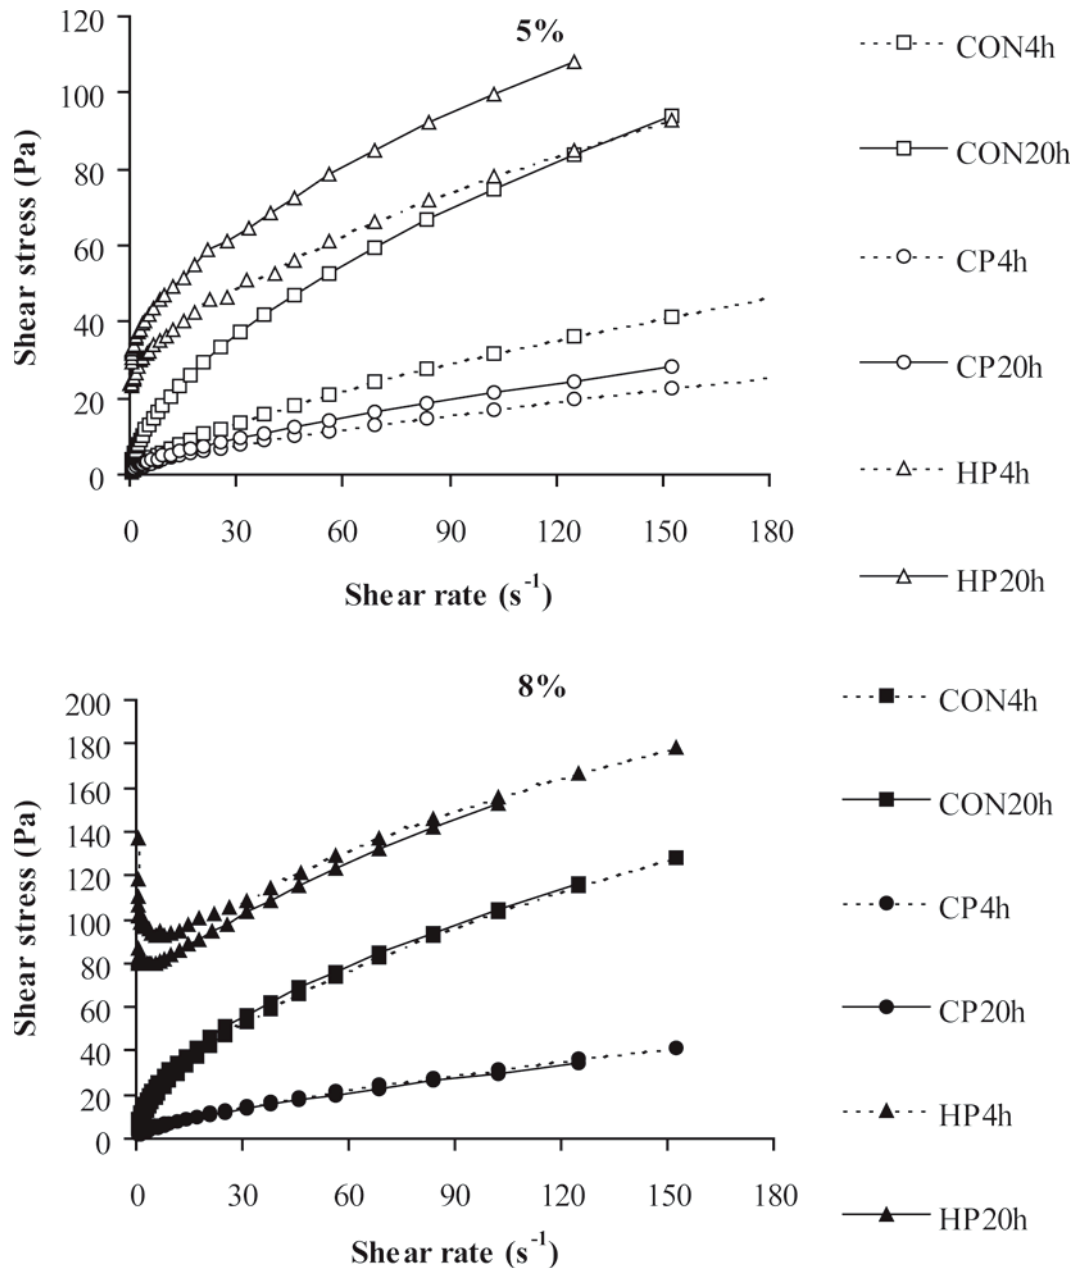 5%
120
100
80
60
40
20
0
Shear stress (Pa)
0 30 60 90 120 150 180
Shear rate (s⁻¹)
CON4h
CON20h
CP4h
CP20h
HP4h
HP20h
8%
200
180
160
140
120
100
80
60
40
20
0
Shear stress (Pa)
0 30 60 90 120 150 180
Shear rate (s⁻¹)
CON4h
CON20h
CP4h
CP20h
HP4h
HP20h